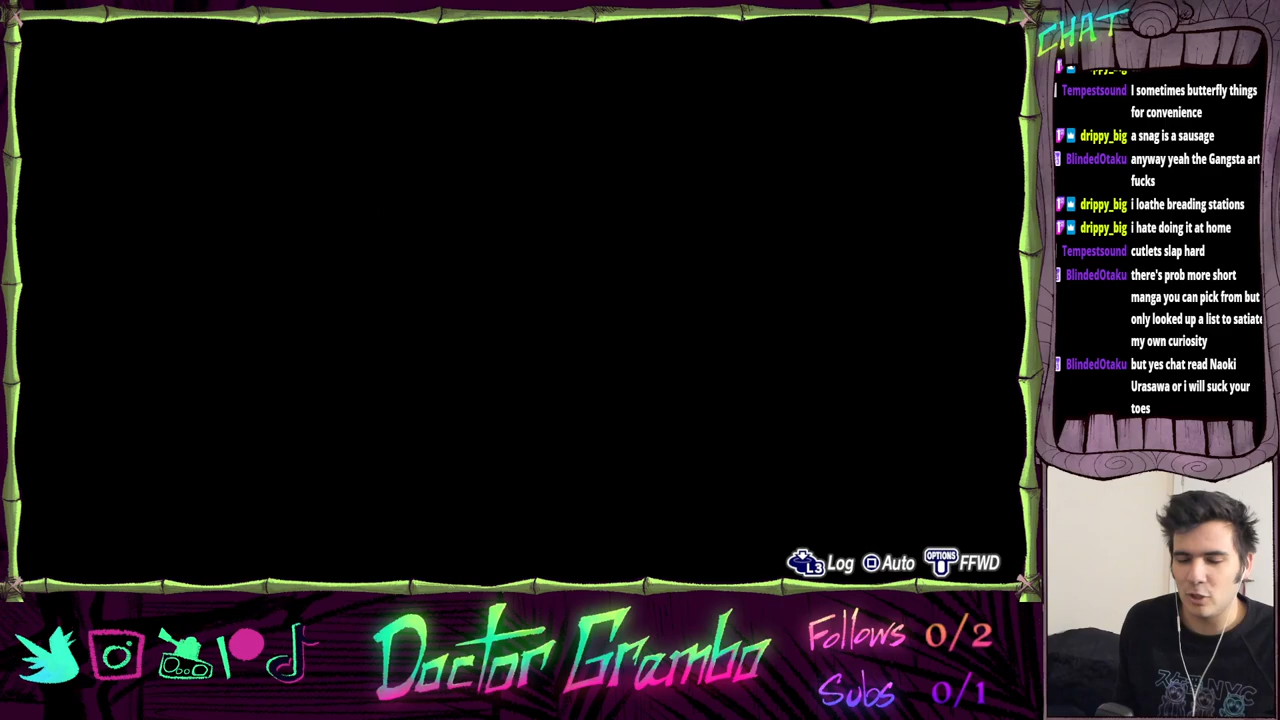 CHAT
Tempestsound I sometimes butterfly things
for convenience
drippy_big a snag is a sausage
BlindedOtaku anyway yeah the Gangsta art
fucks
drippy_big i loathe breading stations
drippy_big i hate doing it at home
Tempestsound cutlets slap hard
BlindedOtaku there's prob more short
manga you can pick from but
only looked up a list to satiate
my own curiosity
BlindedOtaku but yes chat read Naoki
Urasawa or i will suck your
toes
L3 Log Auto OPTIONS FFWD
Doctor Grambo
Follows 0/2
Subs 0/1